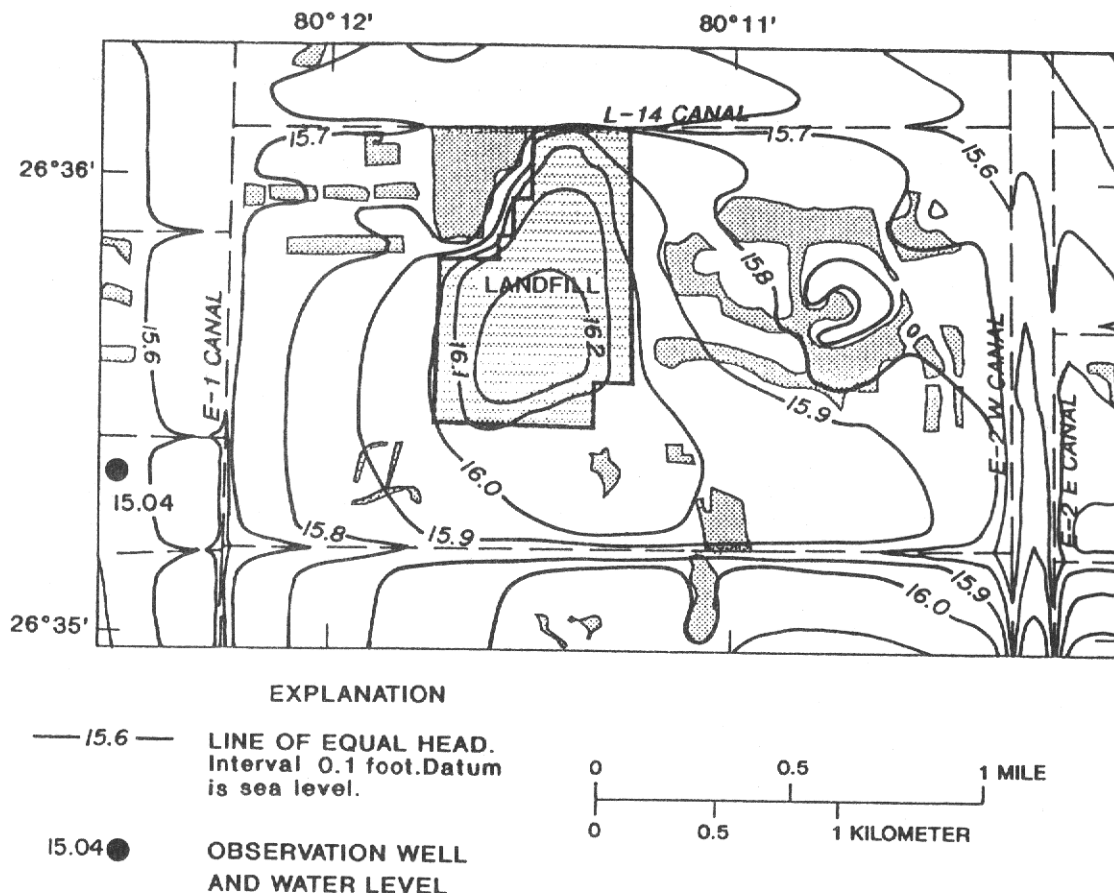 80°12' 80°11'
L-14 CANAL
15.7 15.7
15.6
26°36'
15.8
LANDFILL
15.6 E-1 CANAL 16.1 16.2 E-2 W CANAL
15.9
E-2 E CANAL
16.0
15.04
15.8 15.9
15.9
16.0
26°35'
EXPLANATION
15.6 LINE OF EQUAL HEAD.
Interval 0.1 foot.Datum
is sea level.
0 0.5 1 MILE
0 0.5 1 KILOMETER
15.04 OBSERVATION WELL
AND WATER LEVEL